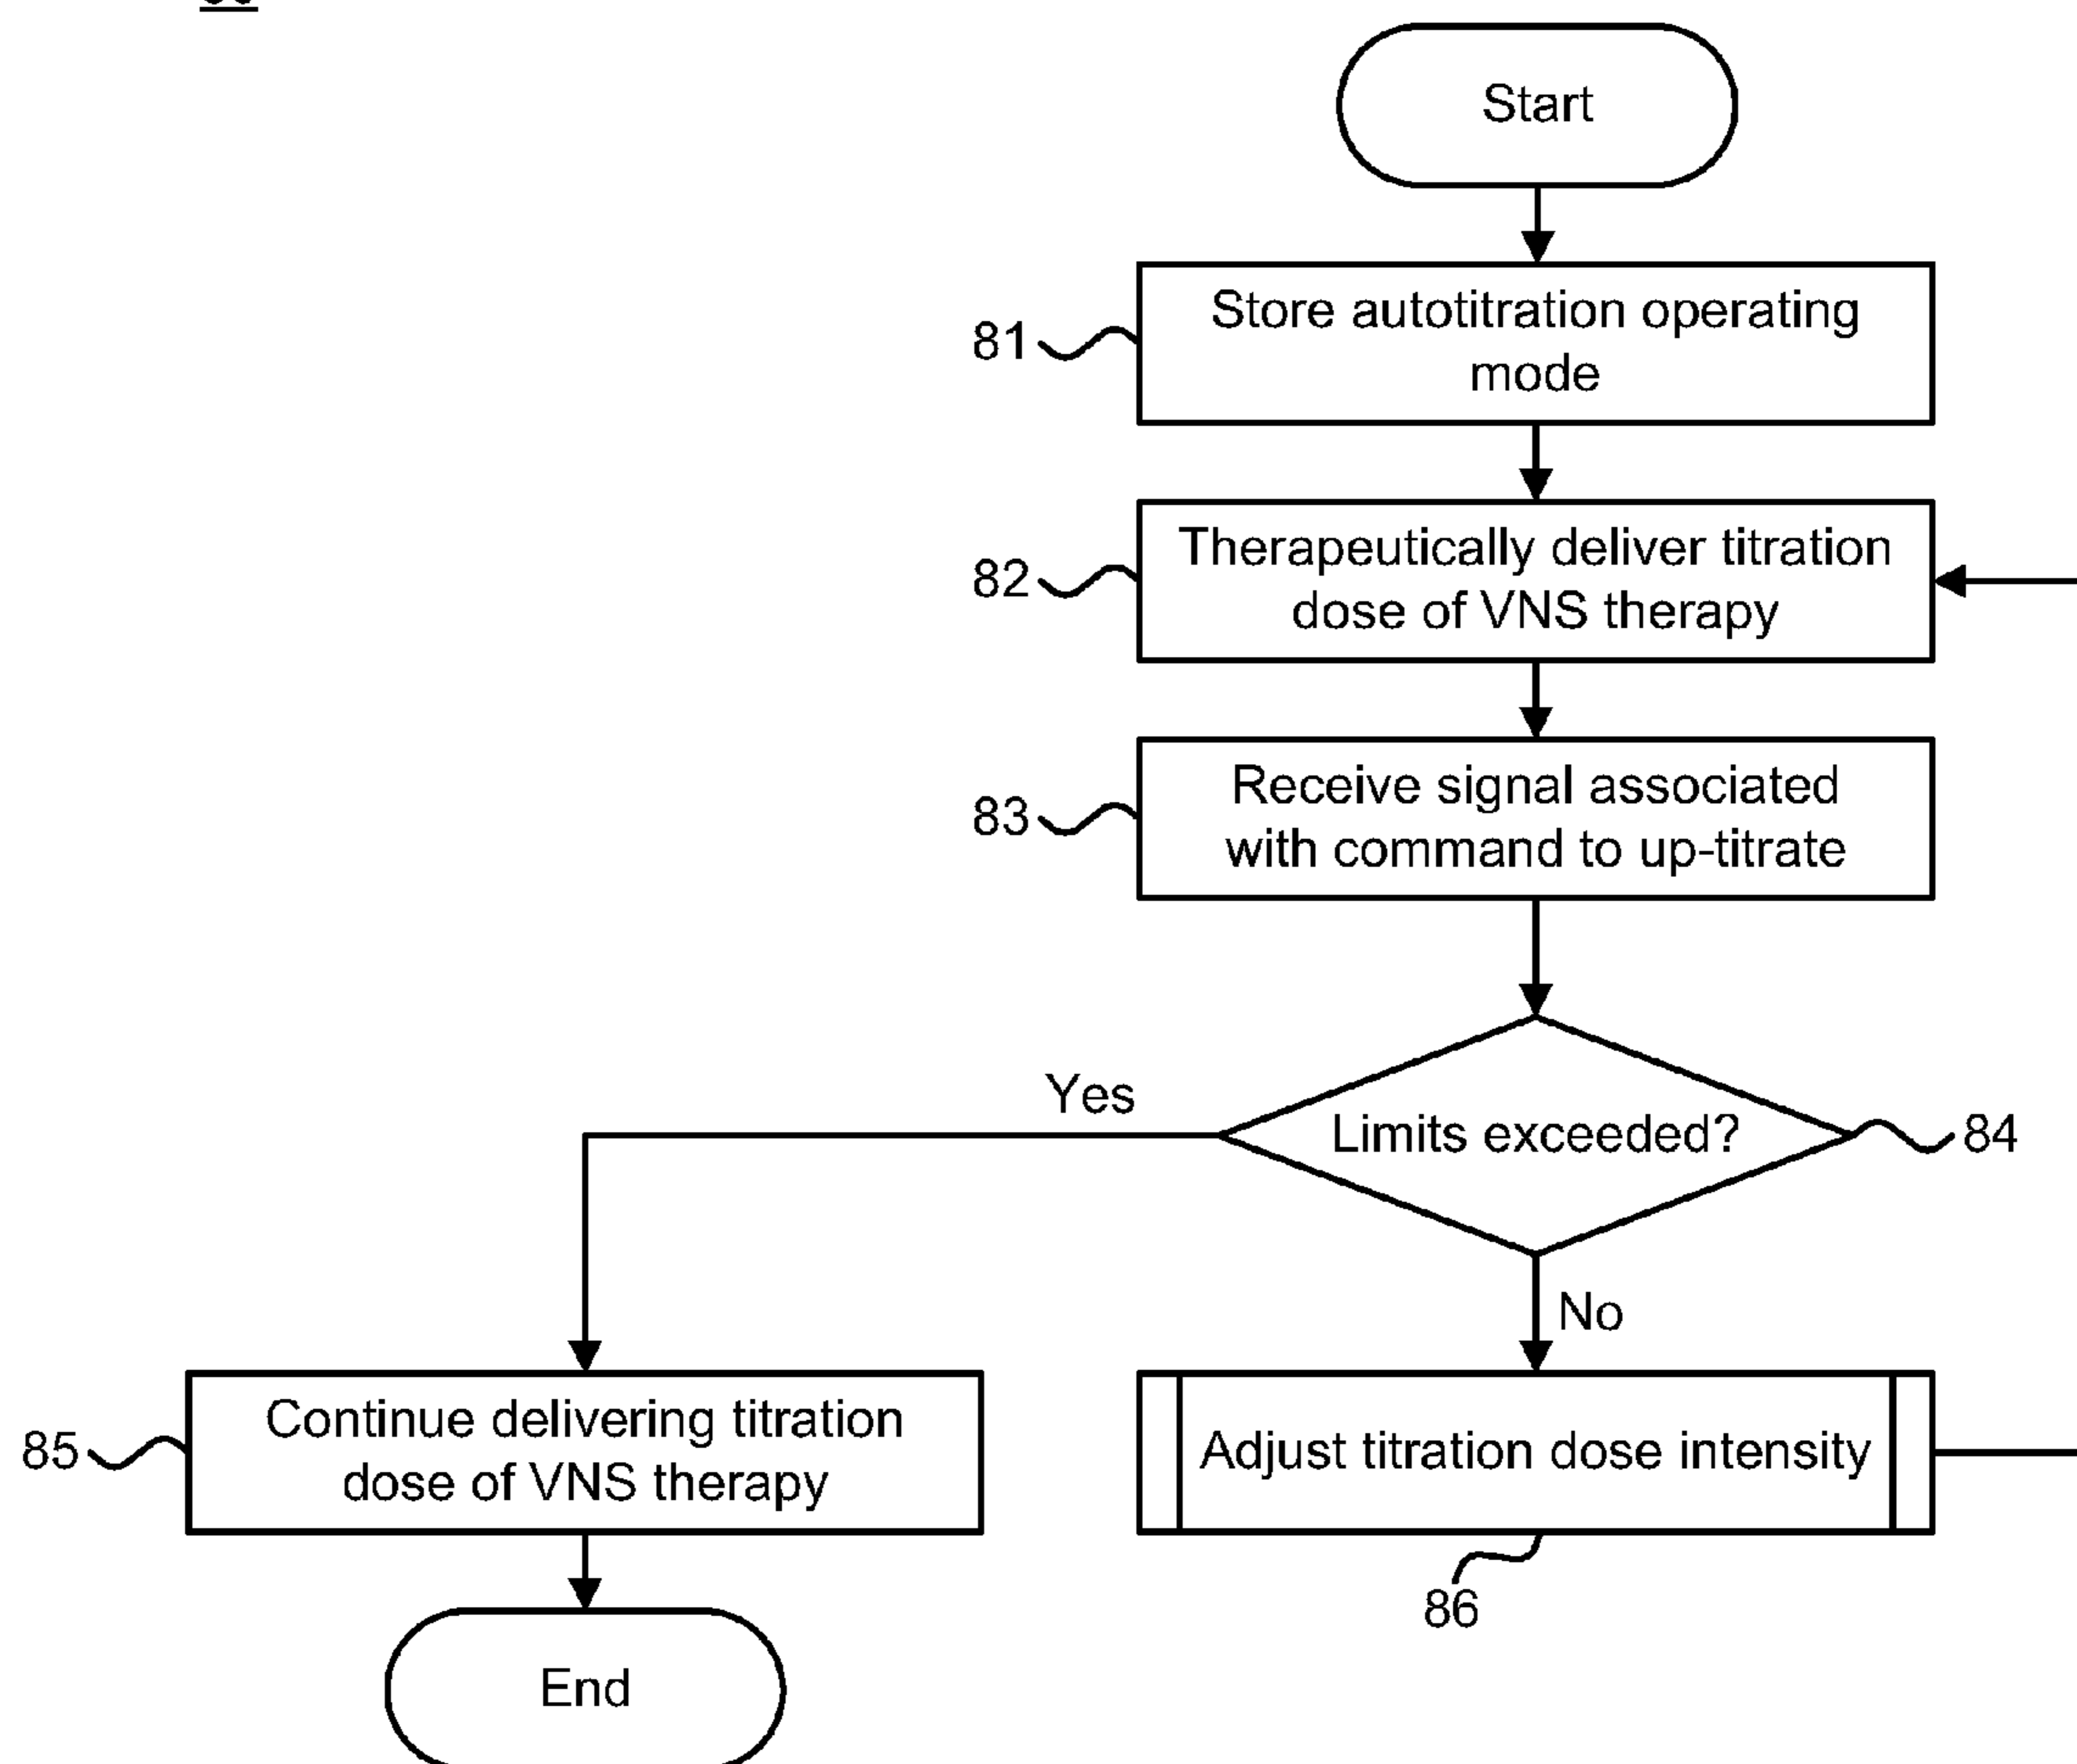 Start
81
Store autotitration operating
mode
82
Therapeutically deliver titration
dose of VNS therapy
83
Receive signal associated
with command to up-titrate
Yes
Limits exceeded?
84
No
85
Continue delivering titration
dose of VNS therapy
Adjust titration dose intensity
86
End